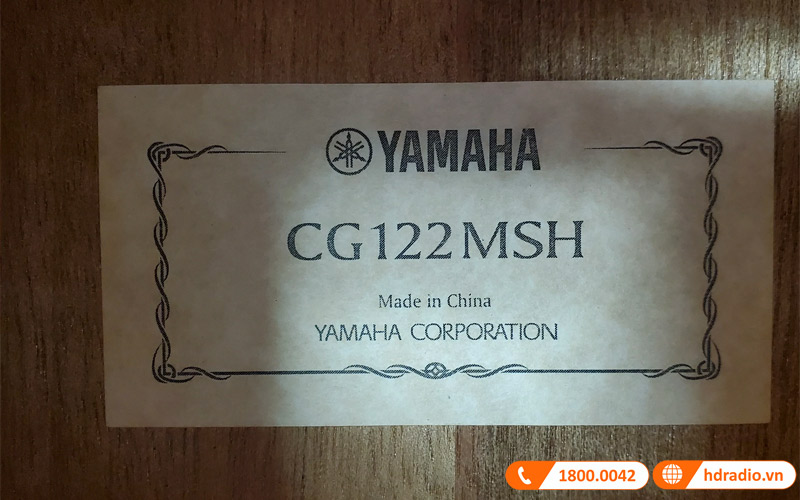 YAMAHA
CG122MSH
Made in China
YAMAHA CORPORATION
1800.0042
hdradio.vn